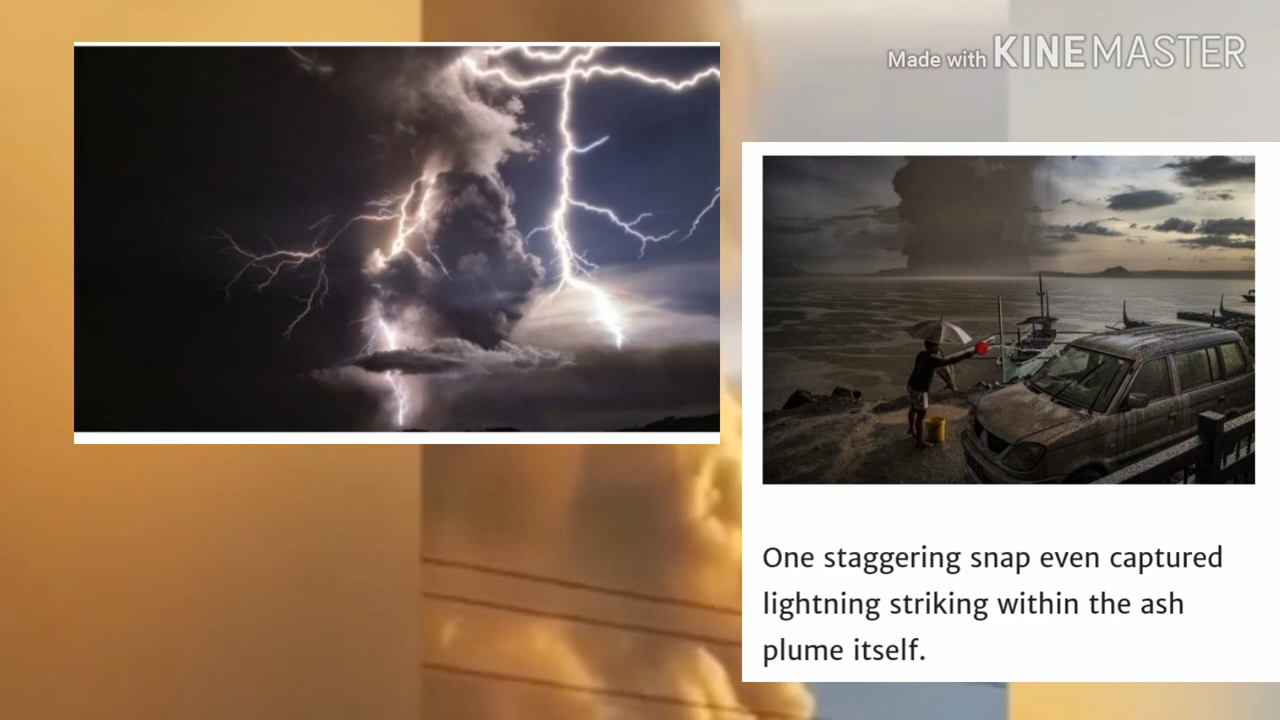 Made with KINEMASTER
One staggering snap even captured
lightning striking within the ash
plume itself.